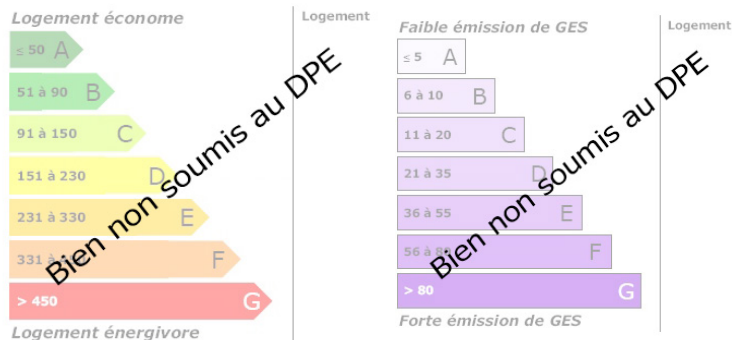 Logement économe
Logement
≤ 50 A
51 à 90 B
91 à 150 C
151 à 230 D
231 à 330 E
331 à F
> 450 G
Logement énergivore
Bien non soumis au DPE
Faible émission de GES
Logement
≤ 5 A
6 à 10 B
11 à 20 C
21 à 35 D
36 à 55 E
56 à 80 F
> 80 G
Forte émission de GES
Bien non soumis au DPE